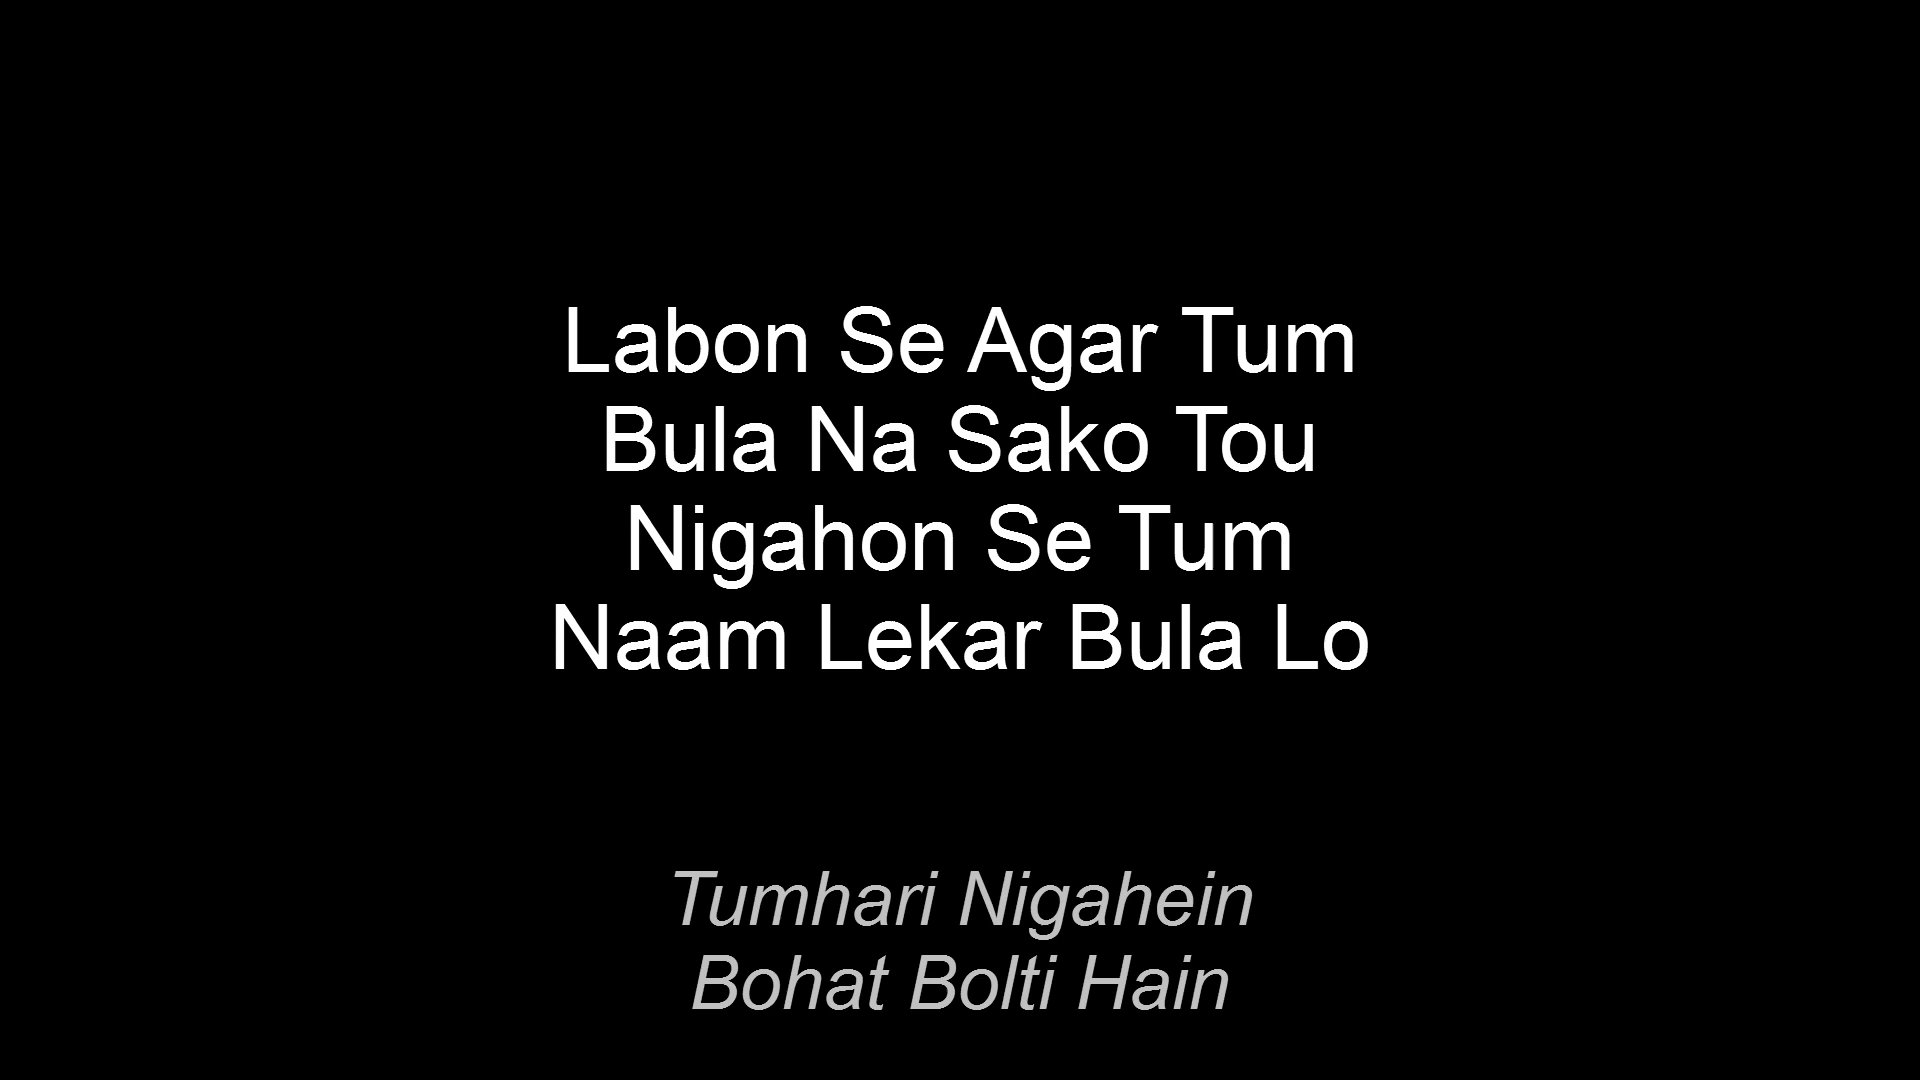 Labon Se Agar Tum
Bula Na Sako Tou
Nigahon Se Tum
Naam Lekar Bula Lo
Tumhari Nigahein
Bohat Bolti Hain